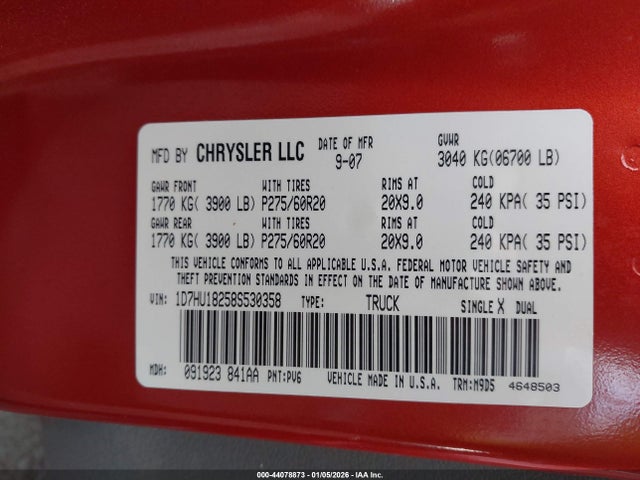 MFD BY CHRYSLER LLC DATE OF MFR 9-07 GVWR 3040 KG(06700 LB)
GAWR FRONT WITH TIRES RIMS AT COLD
1770 KG( 3900 LB) P275/60R20 20X9.0 240 KPA( 35 PSI)
GAWR REAR WITH TIRES RIMS AT COLD
1770 KG( 3900 LB) P275/60R20 20X9.0 240 KPA( 35 PSI)
THIS VEHICLE CONFORMS TO ALL APPLICABLE U.S.A. FEDERAL MOTOR VEHICLE SAFETY AND
THEFT PREVENTION STANDARDS IN EFFECT ON THE DATE OF MANUFACTURE SHOWN ABOVE.
VIN: 1D7HU18258S530358 TYPE: TRUCK SINGLE X DUAL
MDH: 091923 841AA PNT:PV6 VEHICLE MADE IN U.S.A. TRM:M9D5 4648503
000-44078873 - 01/05/2026 - IAA Inc.